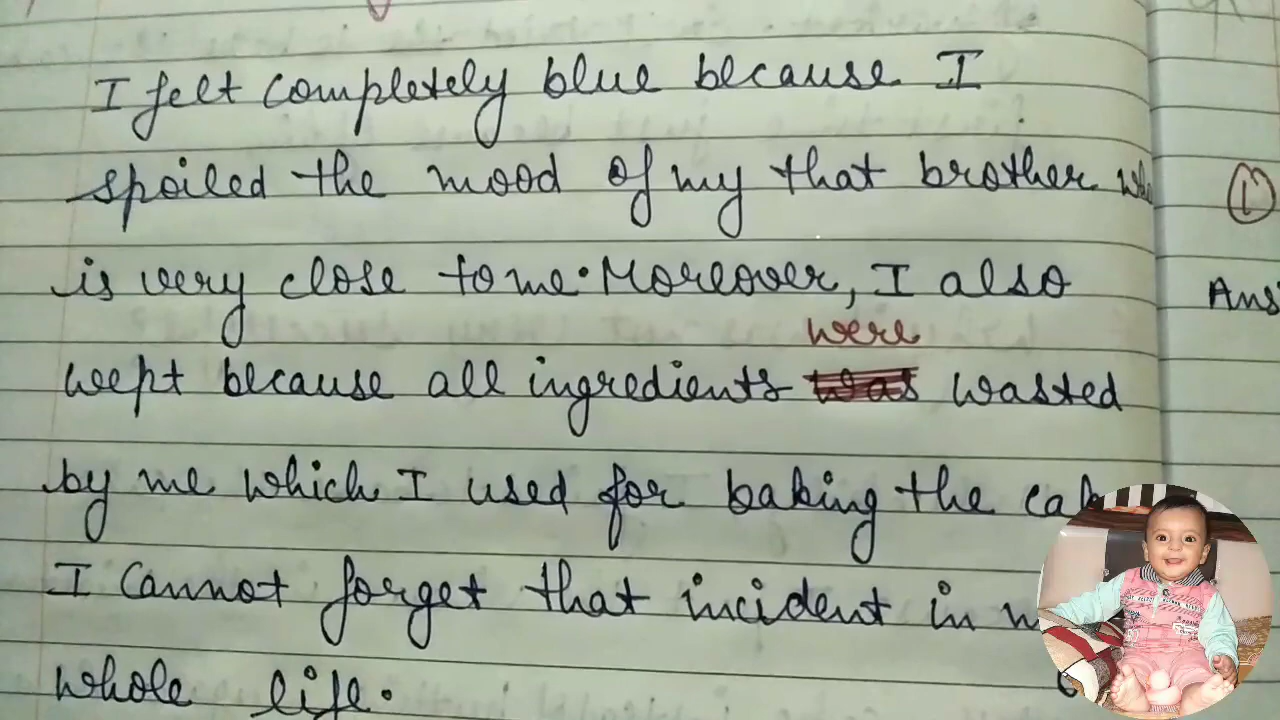 I felt completely blue because I
spoiled the mood of my that brother
is very close to me. Moreover, I also
were
wept because all ingredients was wasted
by me which I used for baking the
I cannot forget that incident in
whole life.
①
Ans